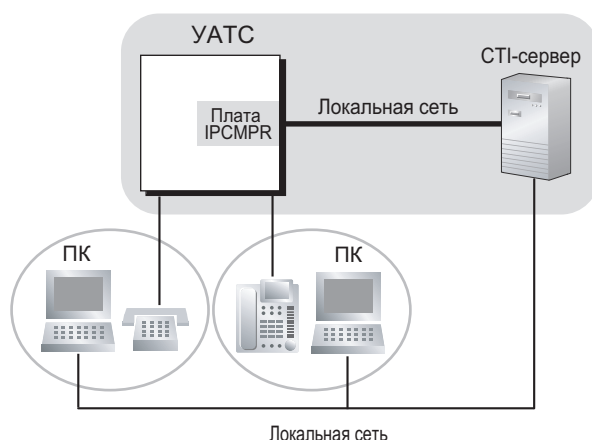 УАТС
CTI-сервер
Плата
IPCMPR
Локальная сеть
ПК
ПК
Локальная сеть